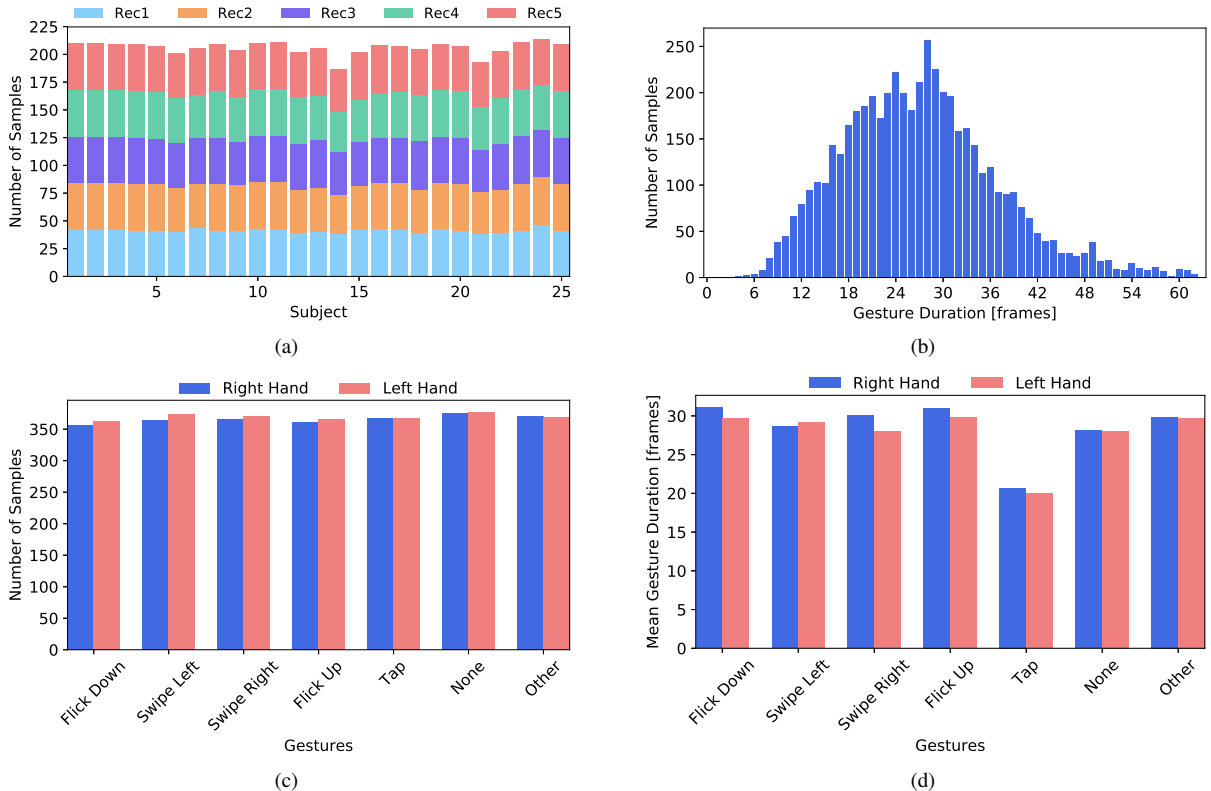 Rec1 Rec2 Rec3 Rec4 Rec5
225
200
175
150
125
100
75
50
25
0
Number of Samples
5 10 15 20 25
Subject
(a)
250
200
150
100
50
0
Number of Samples
0 6 12 18 24 30 36 42 48 54 60
Gesture Duration [frames]
(b)
Right Hand Left Hand
350
300
250
200
150
100
50
0
Number of Samples
Flick Down Swipe Left Swipe Right Flick Up Tap None Other
Gestures
(c)
Right Hand Left Hand
30
25
20
15
10
5
0
Mean Gesture Duration [frames]
Flick Down Swipe Left Swipe Right Flick Up Tap None Other
Gestures
(d)